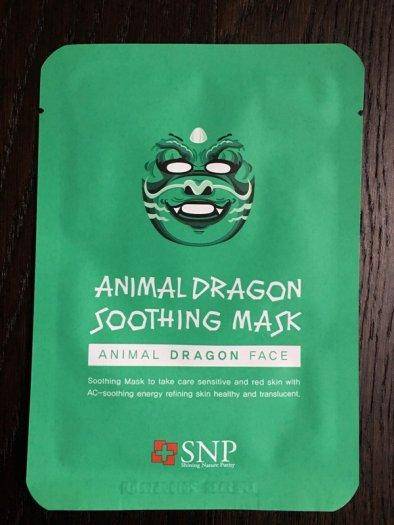 ANIMAL DRAGON
SOOTHING MASK
ANIMAL DRAGON FACE
Soothing Mask to take care sensitive and red skin with
AC-soothing energy refining skin healthy and translucent.
SNP
Shining Nature Purity